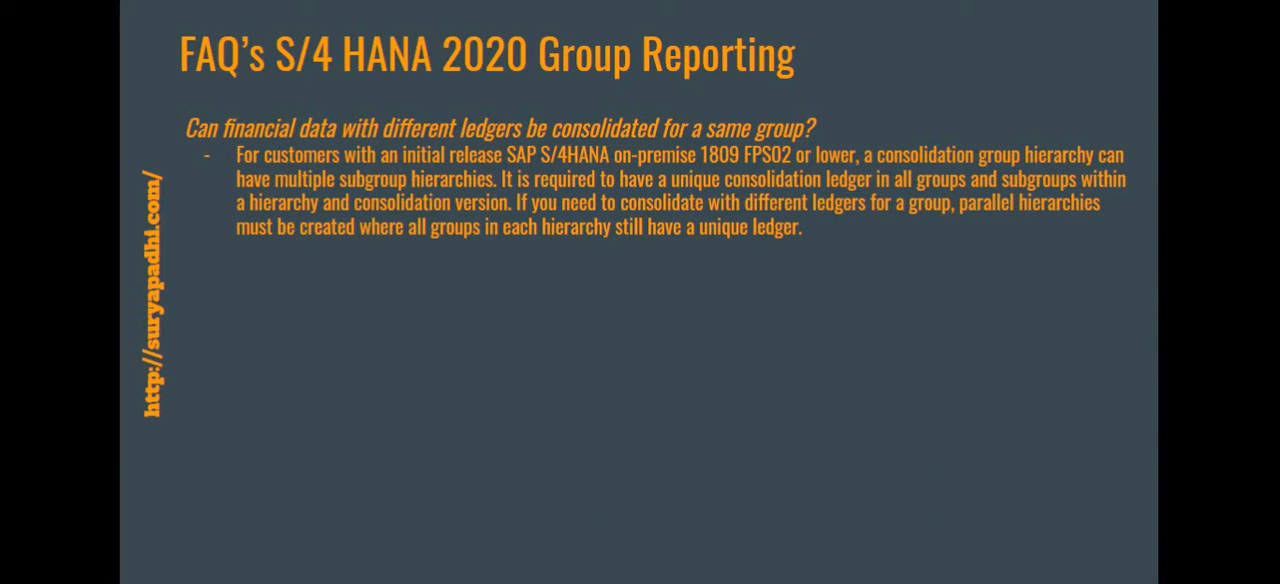 FAQ's S/4 HANA 2020 Group Reporting
Can financial data with different ledgers be consolidated for a same group?
- For customers with an initial release SAP S/4HANA on-premise 1809 FPS02 or lower, a consolidation group hierarchy can
have multiple subgroup hierarchies. It is required to have a unique consolidation ledger in all groups and subgroups within
a hierarchy and consolidation version. If you need to consolidate with different ledgers for a group, parallel hierarchies
must be created where all groups in each hierarchy still have a unique ledger.
http://suryapadhi.com/